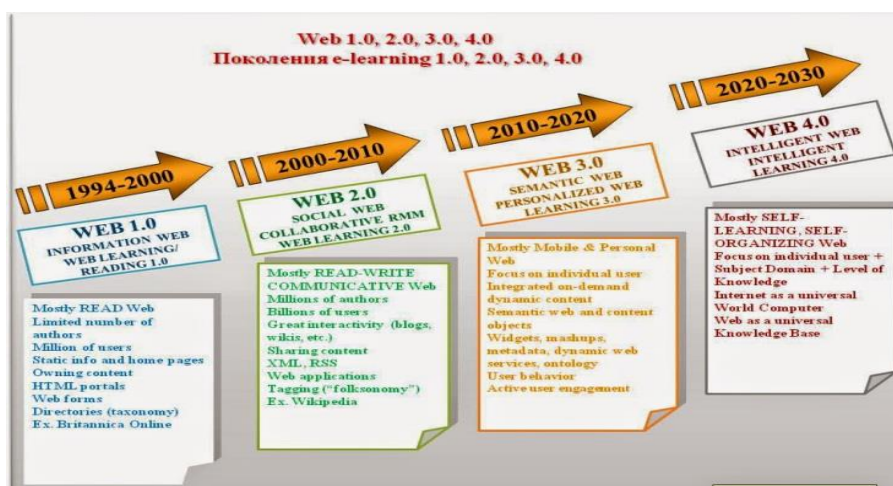 Web 1.0, 2.0, 3.0, 4.0
Поколения e-learning 1.0, 2.0, 3.0, 4.0
1994-2000
WEB 1.0
INFORMATION WEB
WEB LEARNING/
READING 1.0
Mostly READ Web
Limited number of
authors
Million of users
Static info and home pages
Owning content
HTML portals
Web forms
Directories (taxonomy)
Ex. Britannica Online
2000-2010
WEB 2.0
SOCIAL WEB
COLLABORATIVE RMM
WEB LEARNING 2.0
Mostly READ-WRITE
COMMUNICATIVE Web
Millions of authors
Billions of users
Great interactivity (blogs,
wikis, etc.)
Sharing content
XML, RSS
Web applications
Tagging ("folksonomy")
Ex. Wikipedia
2010-2020
WEB 3.0
SEMANTIC WEB
PERSONALIZED WEB
LEARNING 3.0
Mostly Mobile & Personal
Web
Focus on individual user
Integrated on-demand
dynamic content
Semantic web and content
objects
Widgets, mashups,
metadata, dynamic web
services, ontology
User behavior
Active user engagement
2020-2030
WEB 4.0
INTELLIGENT WEB
INTELLIGENT
LEARNING 4.0
Mostly SELF-
LEARNING, SELF-
ORGANIZING Web
Focus on individual user +
Subject Domain + Level of
Knowledge
Internet as a universal
World Computer
Web as a universal
Knowledge Base